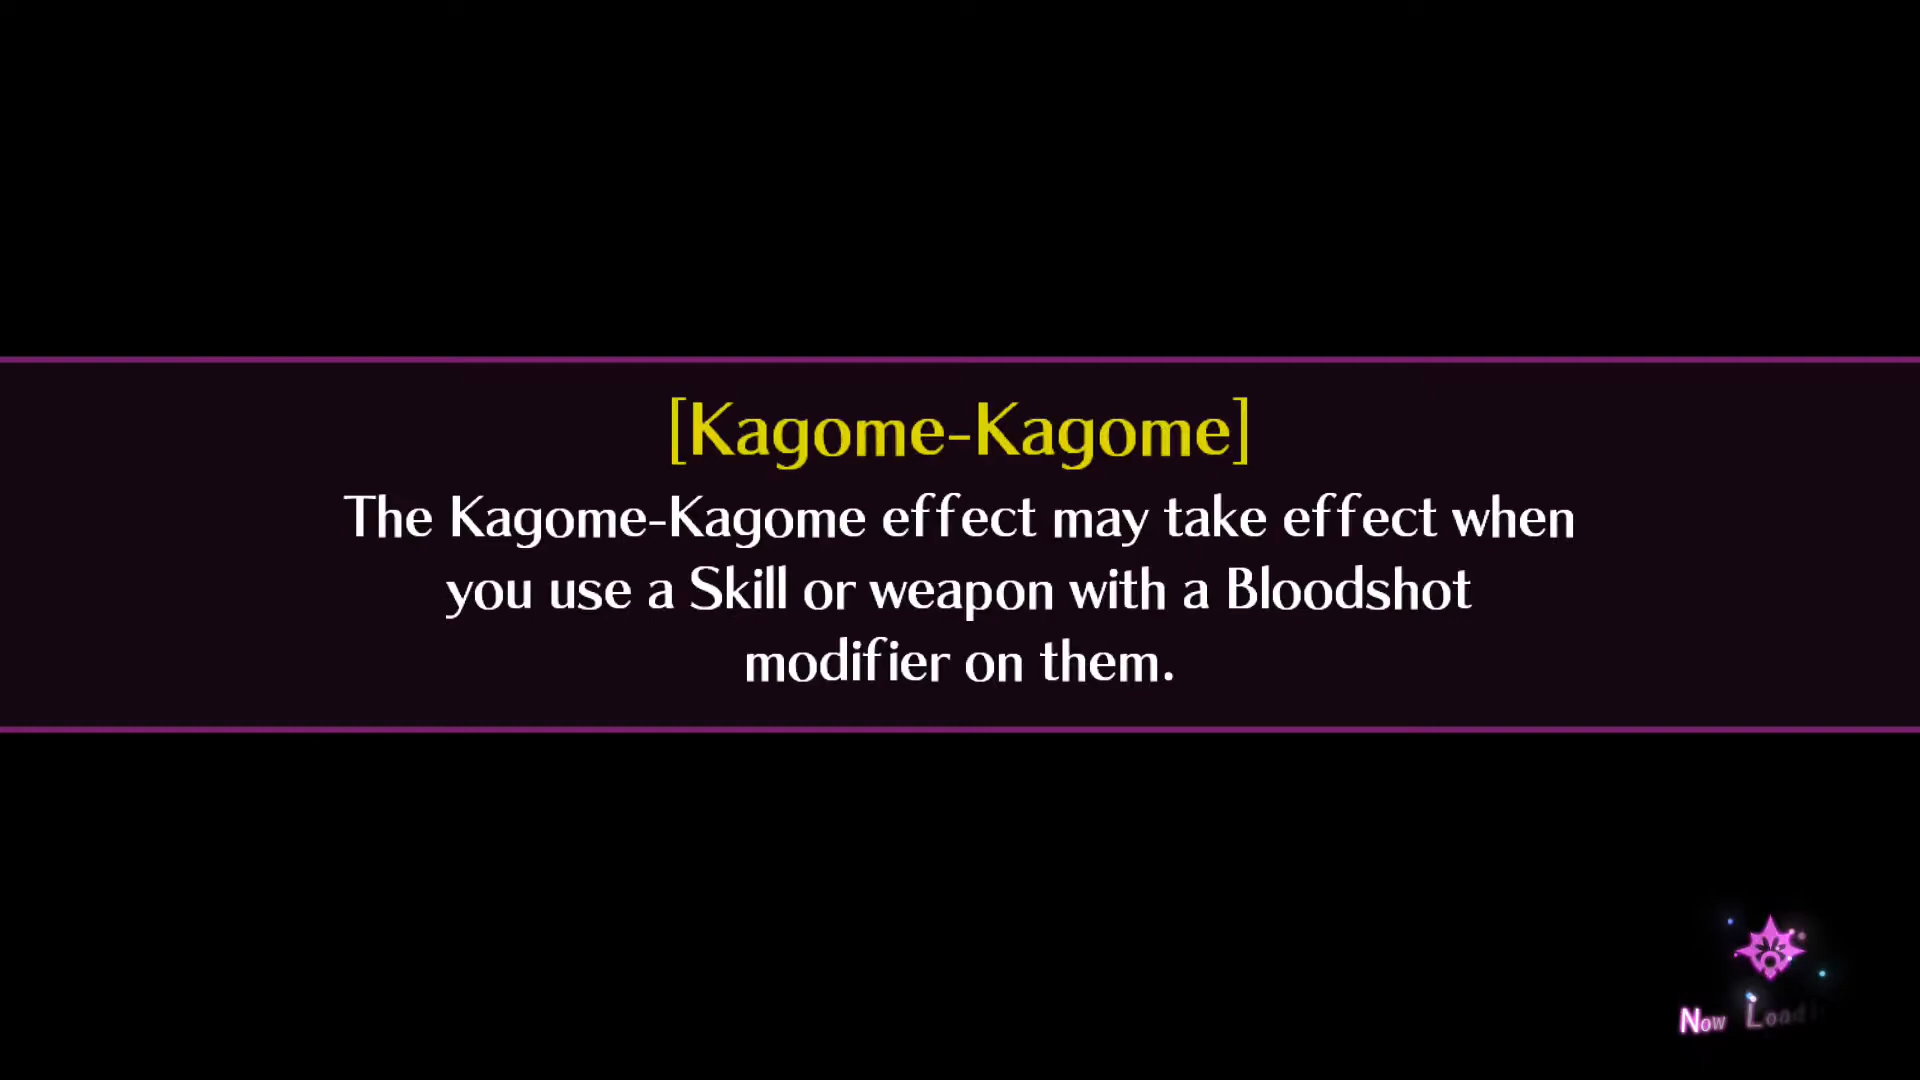 [Kagome-Kagome]
The Kagome-Kagome effect may take effect when
you use a Skill or weapon with a Bloodshot
modifier on them.
Now Loadi